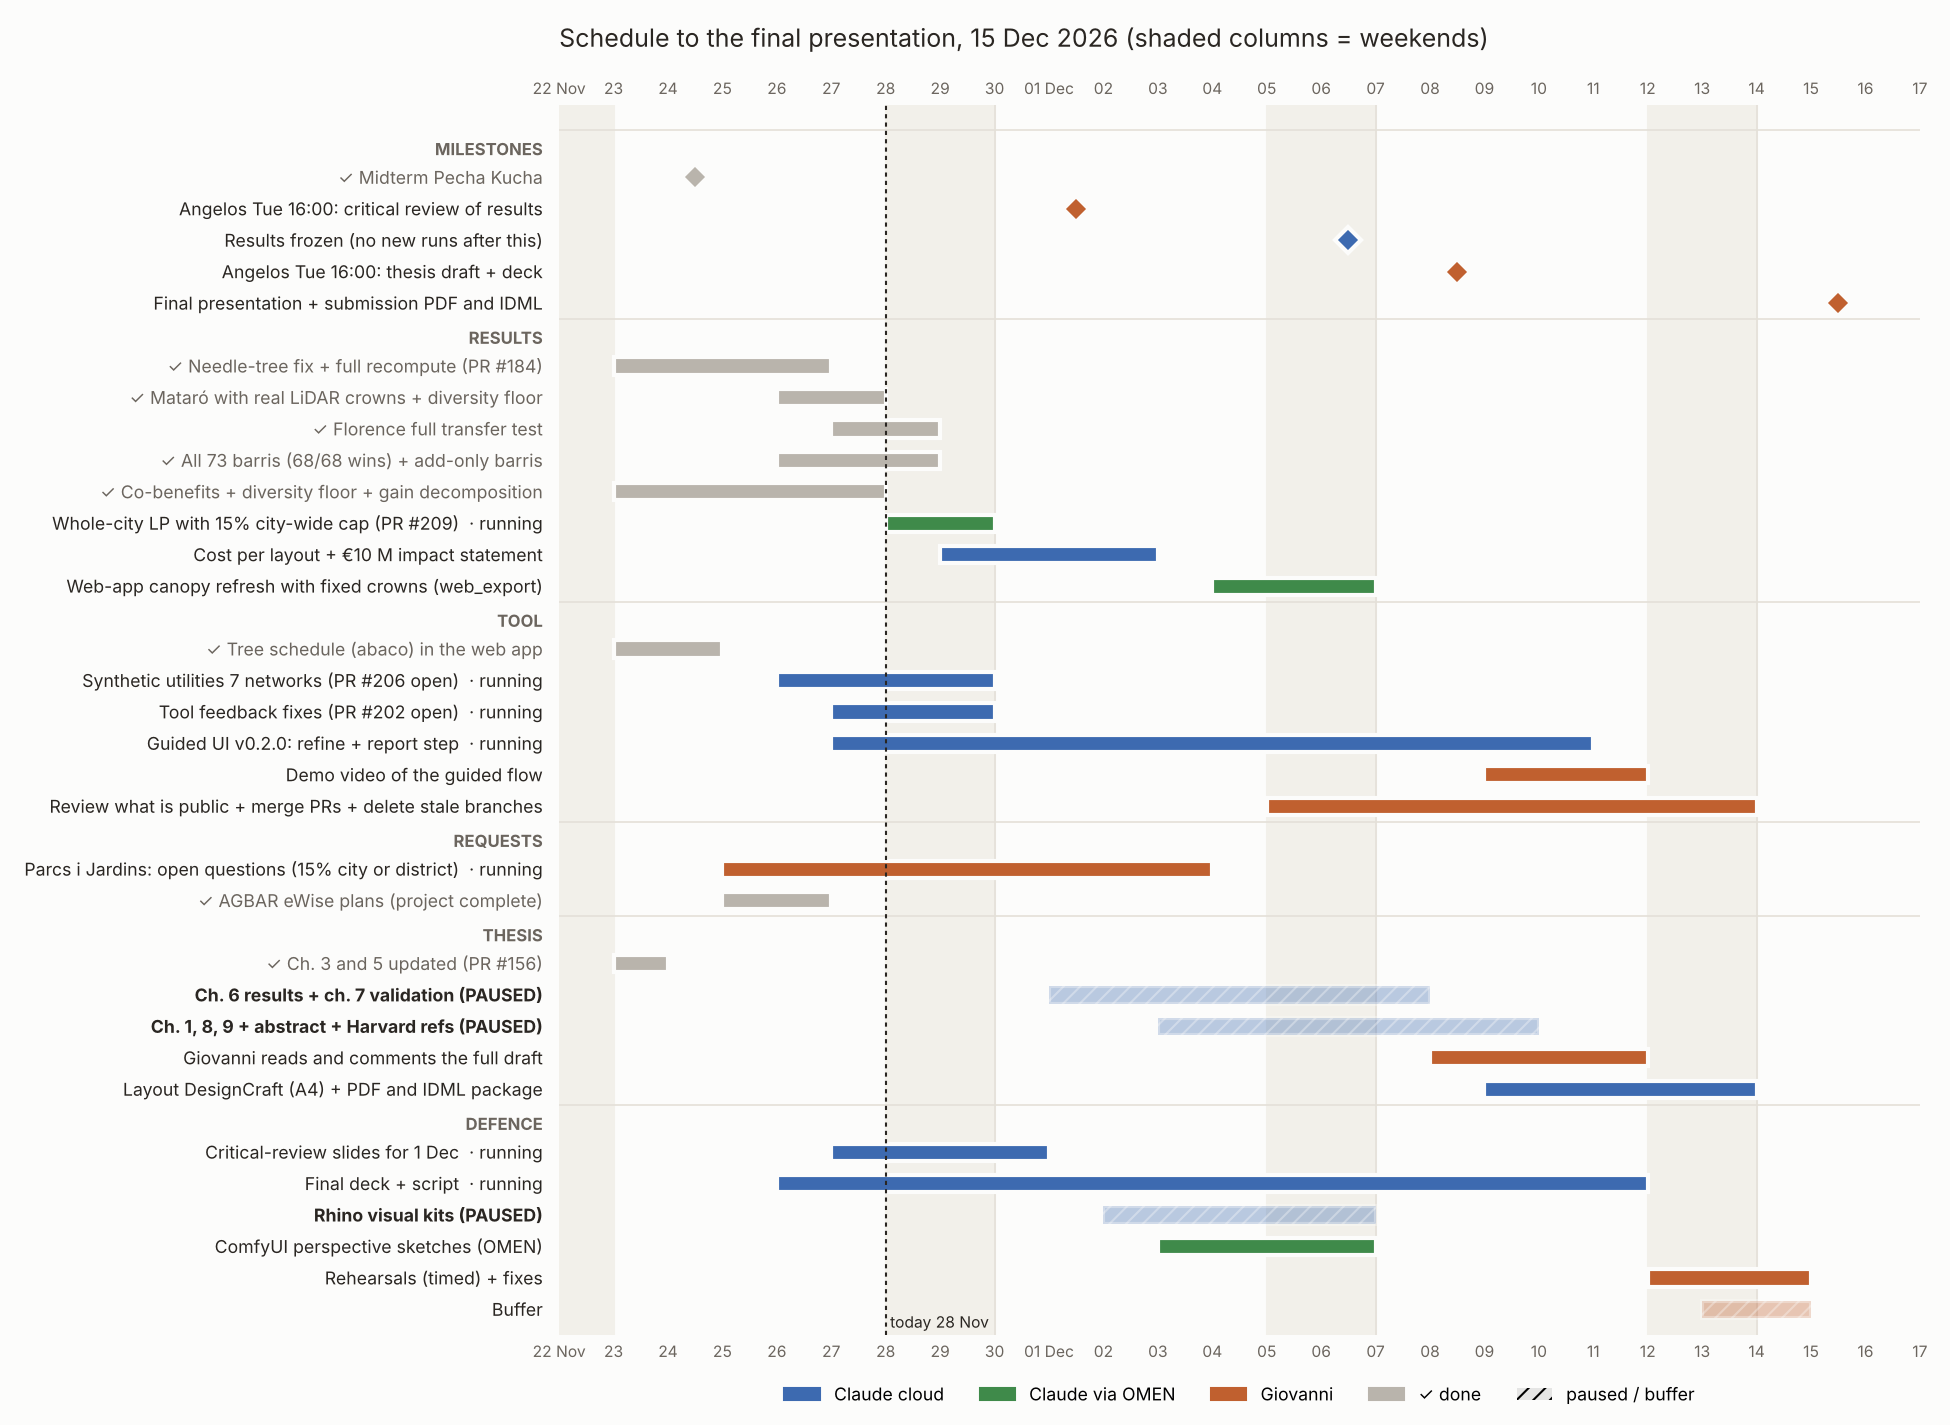 Schedule to the final presentation, 15 Dec 2026 (shaded columns = weekends)
22 Nov 23 24 25 26 27 28 29 30 01 Dec 02 03 04 05 06 07 08 09 10 11 12 13 14 15 16 17
MILESTONES
✓ Midterm Pecha Kucha
Angelos Tue 16:00: critical review of results
Results frozen (no new runs after this)
Angelos Tue 16:00: thesis draft + deck
Final presentation + submission PDF and IDML
RESULTS
✓ Needle-tree fix + full recompute (PR #184)
✓ Mataró with real LiDAR crowns + diversity floor
✓ Florence full transfer test
✓ All 73 barris (68/68 wins) + add-only barris
✓ Co-benefits + diversity floor + gain decomposition
Whole-city LP with 15% city-wide cap (PR #209) · running
Cost per layout + €10 M impact statement
Web-app canopy refresh with fixed crowns (web_export)
TOOL
✓ Tree schedule (abaco) in the web app
Synthetic utilities 7 networks (PR #206 open) · running
Tool feedback fixes (PR #202 open) · running
Guided UI v0.2.0: refine + report step · running
Demo video of the guided flow
Review what is public + merge PRs + delete stale branches
REQUESTS
Parcs i Jardins: open questions (15% city or district) · running
✓ AGBAR eWise plans (project complete)
THESIS
✓ Ch. 3 and 5 updated (PR #156)
Ch. 6 results + ch. 7 validation (PAUSED)
Ch. 1, 8, 9 + abstract + Harvard refs (PAUSED)
Giovanni reads and comments the full draft
Layout DesignCraft (A4) + PDF and IDML package
DEFENCE
Critical-review slides for 1 Dec · running
Final deck + script · running
Rhino visual kits (PAUSED)
ComfyUI perspective sketches (OMEN)
Rehearsals (timed) + fixes
Buffer
today 28 Nov
22 Nov 23 24 25 26 27 28 29 30 01 Dec 02 03 04 05 06 07 08 09 10 11 12 13 14 15 16 17
Claude cloud Claude via OMEN Giovanni ✓ done paused / buffer